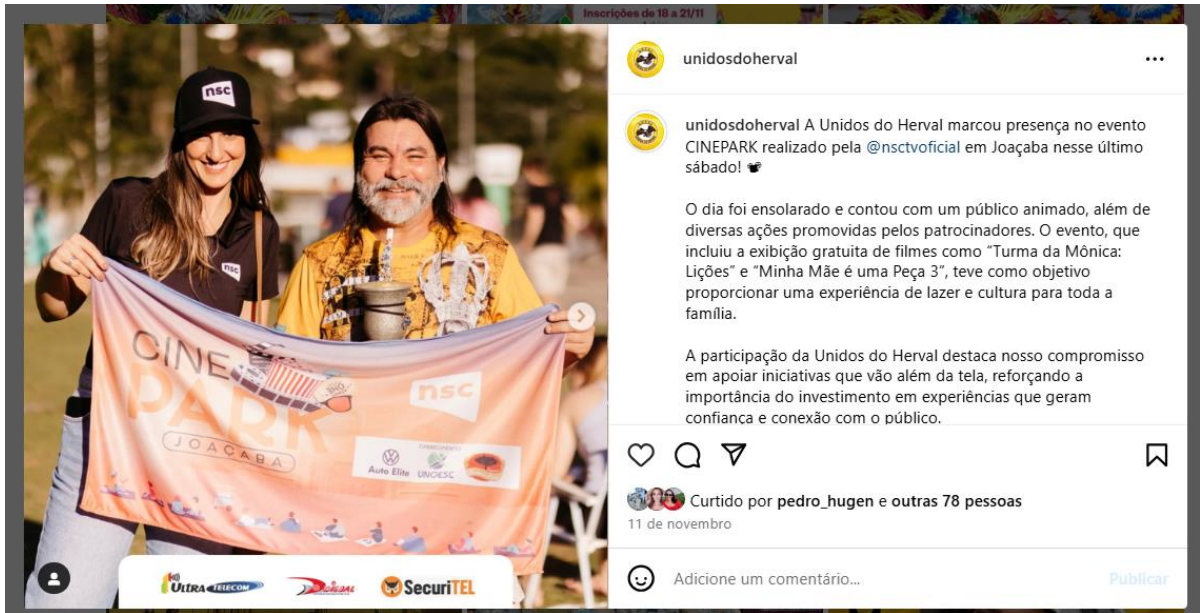 Inscrições de 18 a 21/11
nsc
nsc
CINE
PARK
JOAÇABA
nsc
Auto Elite
UNOESC
ULTRA TELECOM
SecuriTEL
unidosdoherval
unidosdoherval A Unidos do Herval marcou presença no evento
CINEPARK realizado pela @nsctvoficial em Joaçaba nesse último
sábado!
O dia foi ensolarado e contou com um público animado, além de
diversas ações promovidas pelos patrocinadores. O evento, que
incluiu a exibição gratuita de filmes como “Turma da Mônica:
Lições” e “Minha Mãe é uma Peça 3”, teve como objetivo
proporcionar uma experiência de lazer e cultura para toda a
família.
A participação da Unidos do Herval destaca nosso compromisso
em apoiar iniciativas que vão além da tela, reforçando a
importância do investimento em experiências que geram
confiança e conexão com o público.
Curtido por pedro_hugen e outras 78 pessoas
11 de novembro
Adicione um comentário...
Publicar